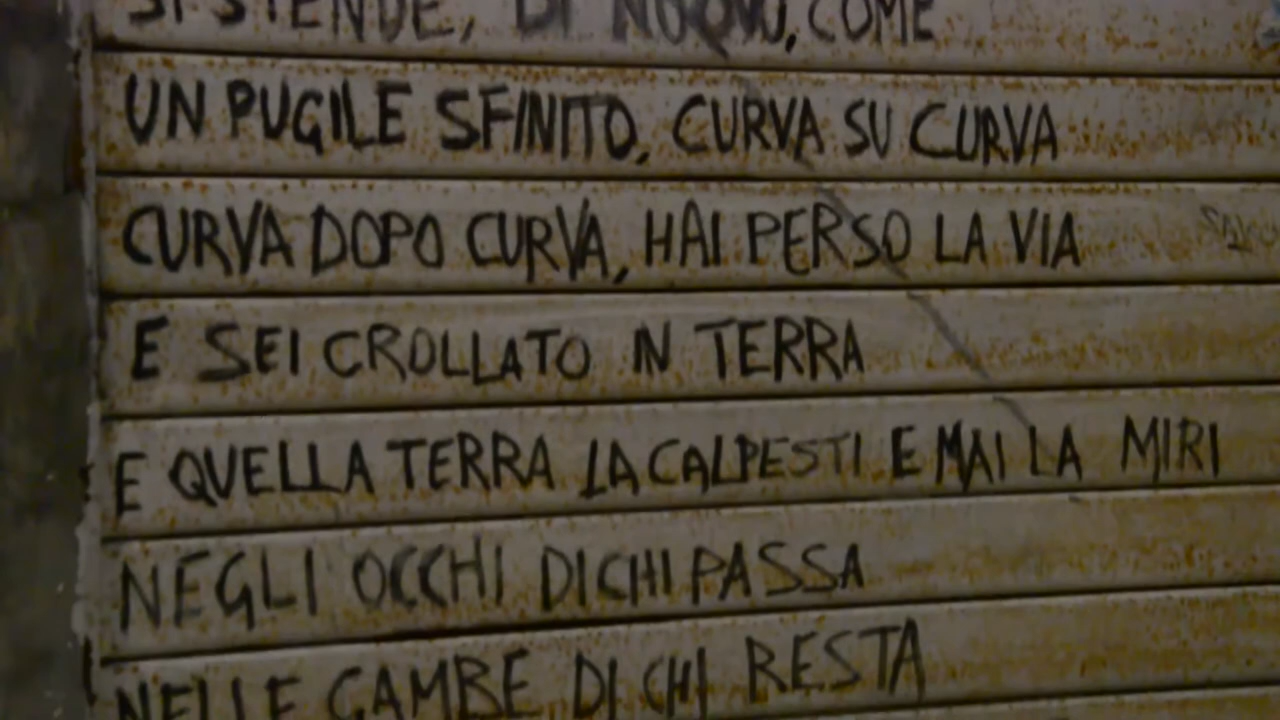 SI STENDE, DI NUOVO, COME
UN PUGILE SFINITO, CURVA SU CURVA
CURVA DOPO CURVA, HAI PERSO LA VIA
E SEI CROLLATO IN TERRA
E QUELLA TERRA LA CALPESTI E MAI LA MIRI
NEGLI OCCHI DI CHI PASSA
NELLE GAMBE DI CHI RESTA